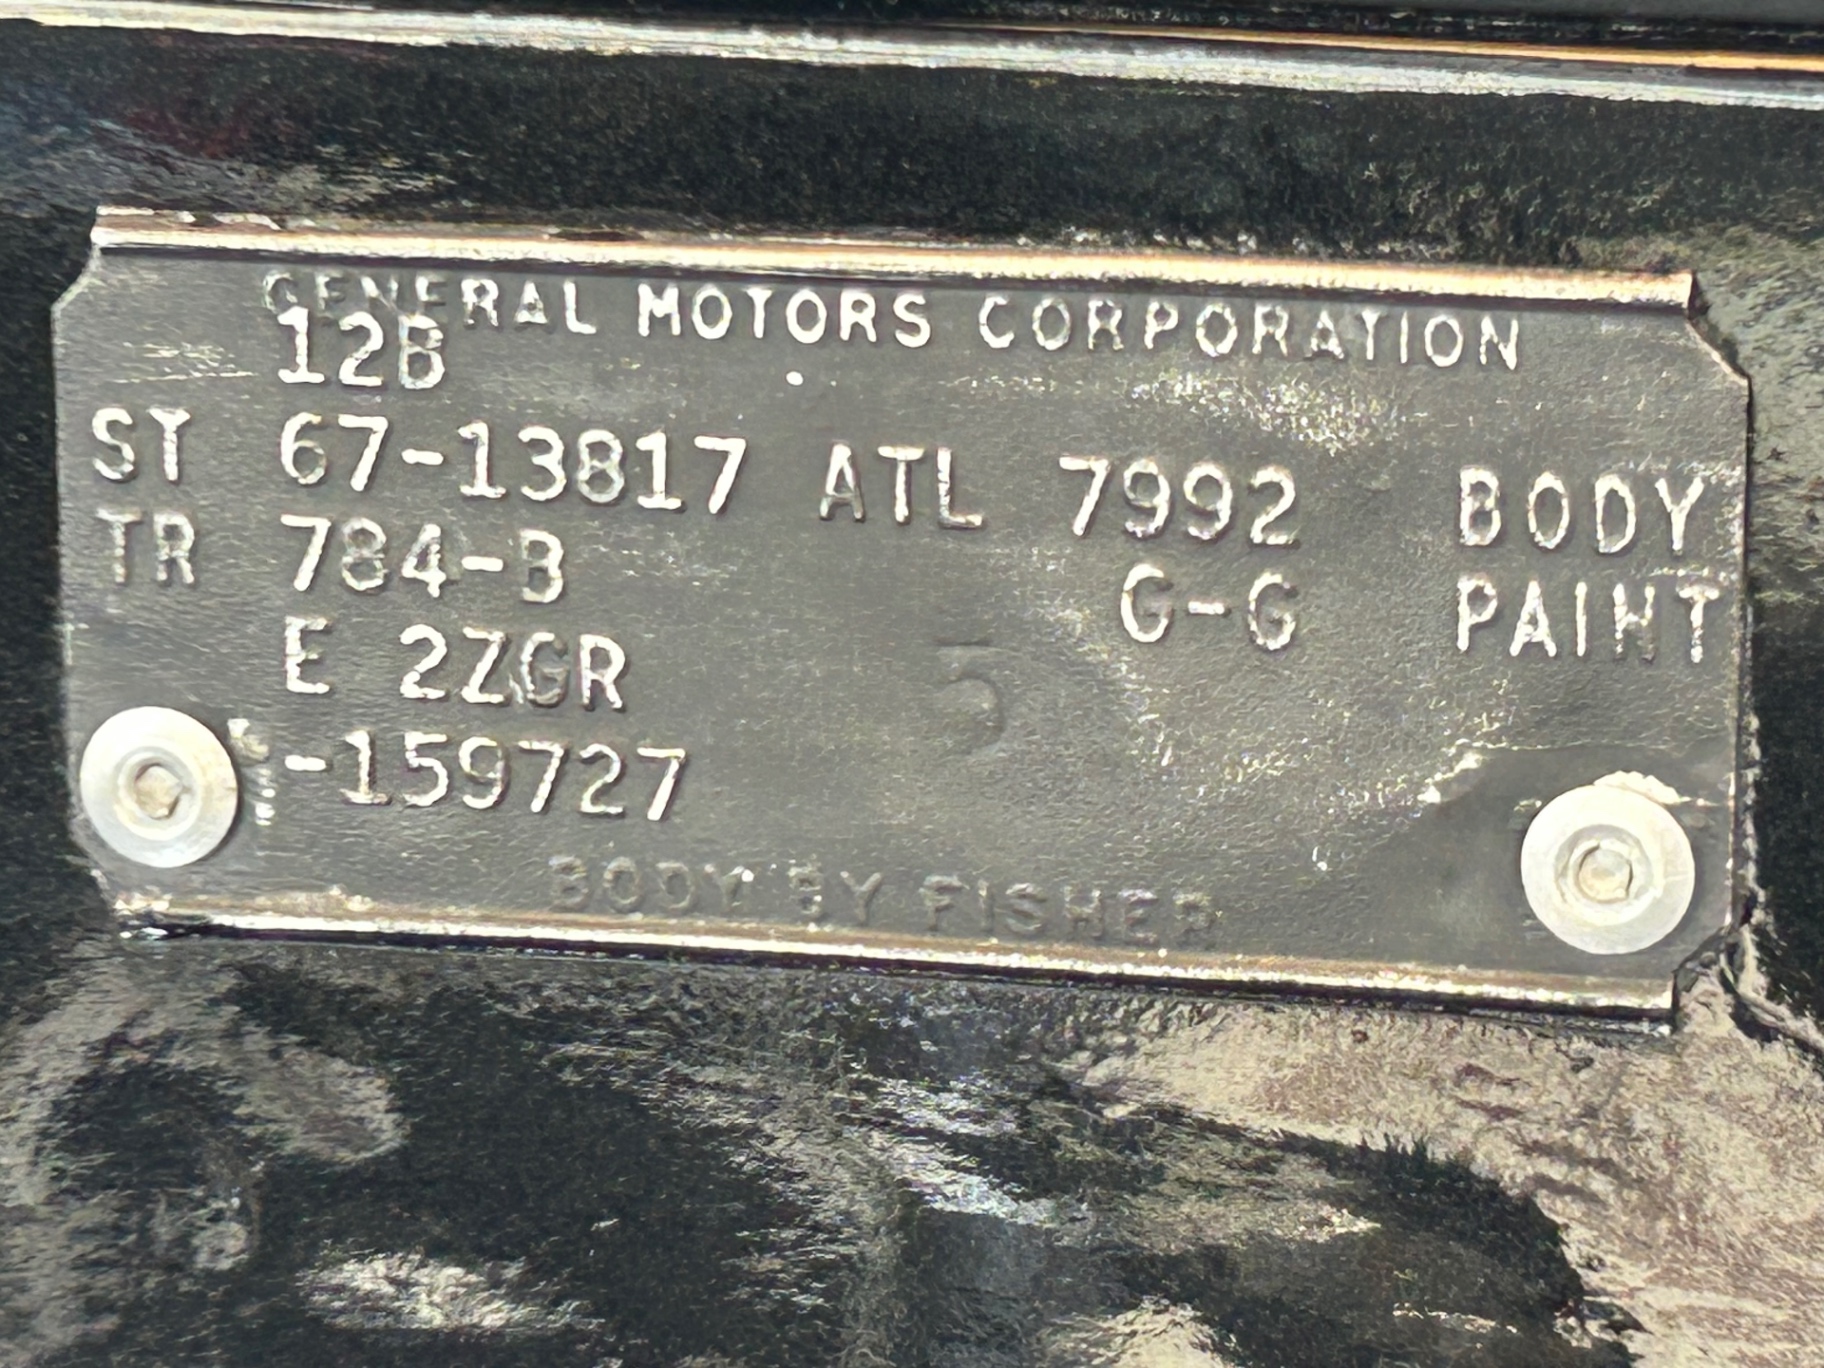 GENERAL MOTORS CORPORATION
12B
ST 67-13817 ATL 7992 BODY
TR 784-B G-G PAINT
E 2ZGR 5
-159727
BODY BY FISHER